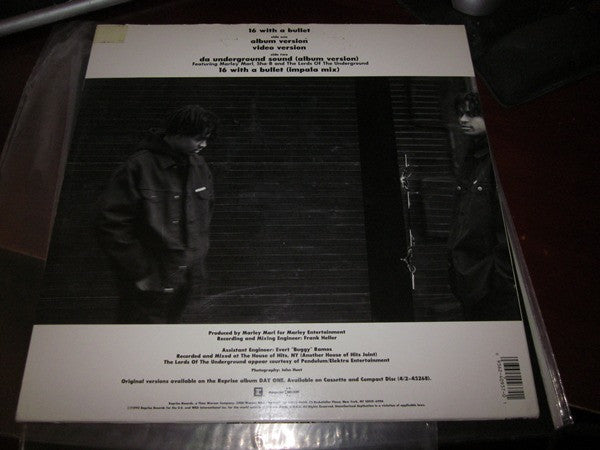 16 with a bullet
side one
album version
video version
side two
da underground sound (album version)
Featuring Marley Marl, Sha-B and The Lords Of The Underground
16 with a bullet (impala mix)
Produced by Marley Marl for Marley Entertainment
Recording and Mixing Engineer: Frank Heller
Assistant Engineer: Evert "Buggy" Ramos
Recorded and Mixed at The House of Hits, NY (Another House of Hits Joint)
The Lords Of The Underground appear courtesy of Pendulum/Elektra Entertainment
Photography: John Huet
Original versions available on the Reprise album DAY ONE. Available on Cassette and Compact Disc (4/2-45268).